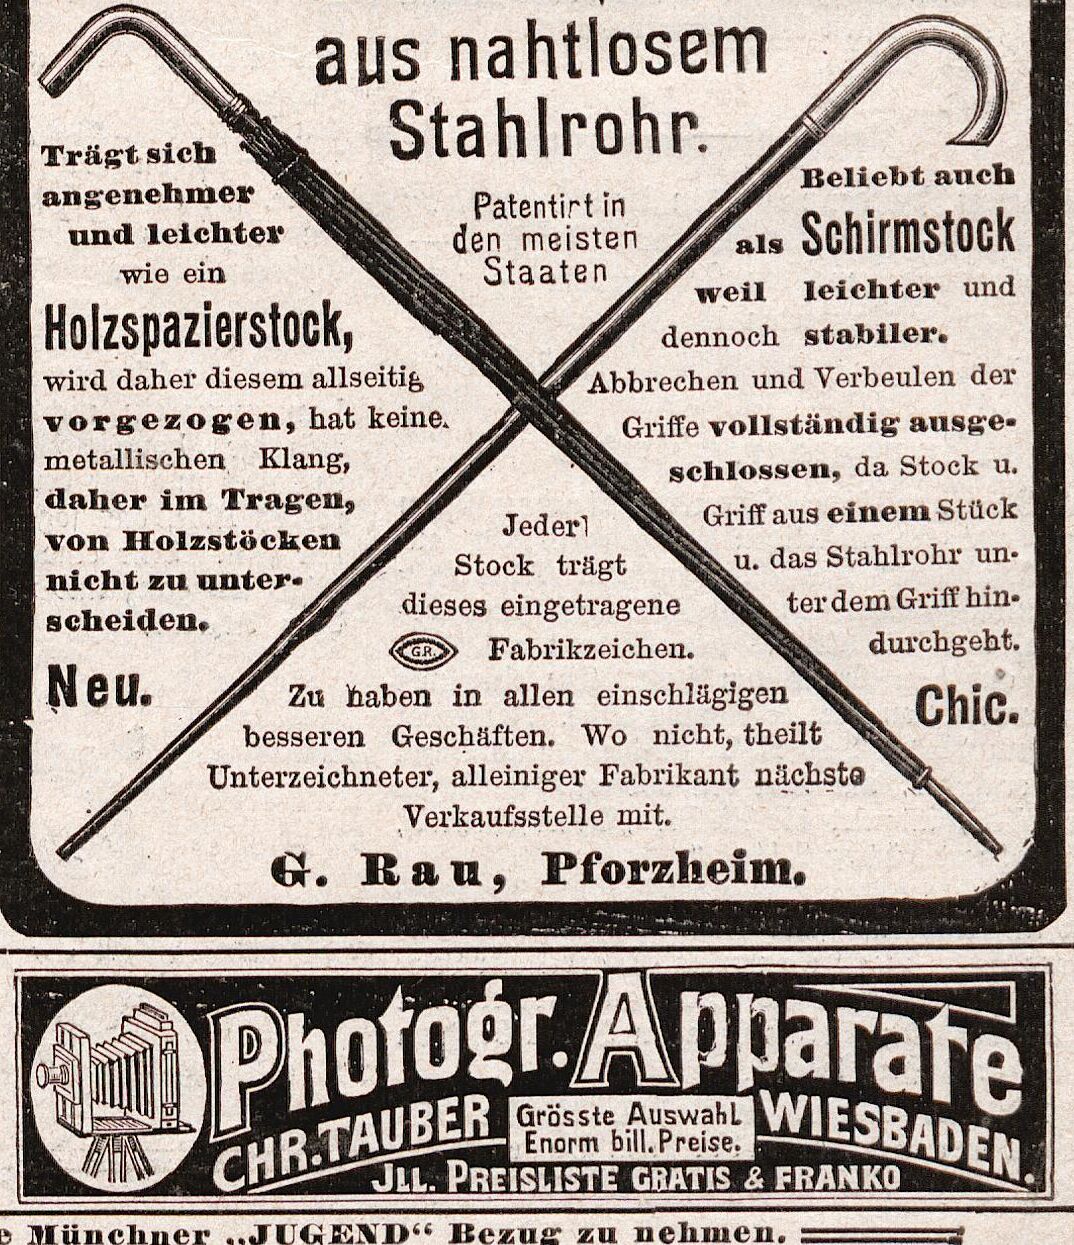 aus nahtlosem
Stahlrohr.
Patentirt in
den meisten
Staaten
Trägt sich
angenehmer
und leichter
wie ein
Holzspazierstock,
wird daher diesem allseitig
vorgezogen, hat keine
metallischen Klang,
daher im Tragen,
von Holzstöcken
nicht zu unter-
scheiden.
Neu.
Beliebt auch
als Schirmstock
weil leichter und
dennoch stabiler.
Abbrechen und Verbeulen der
Griffe vollständig ausge-
schlossen, da Stock u.
Griff aus einem Stück
u. das Stahlrohr un-
ter dem Griff hin-
durchgeht.
Chic.
Jeder
Stock trägt
dieses eingetragene
G.R. Fabrikzeichen.
Zu haben in allen einschlägigen
besseren Geschäften. Wo nicht, theilt
Unterzeichneter, alleiniger Fabrikant nächste
Verkaufsstelle mit.
G. Rau, Pforzheim.
Photogr. Apparate
CHR. TAUBER
Grösste Auswahl
Enorm bill. Preise.
WIESBADEN.
JLL. PREISLISTE GRATIS & FRANKO
e Münchner „JUGEND“ Bezug zu nehmen.